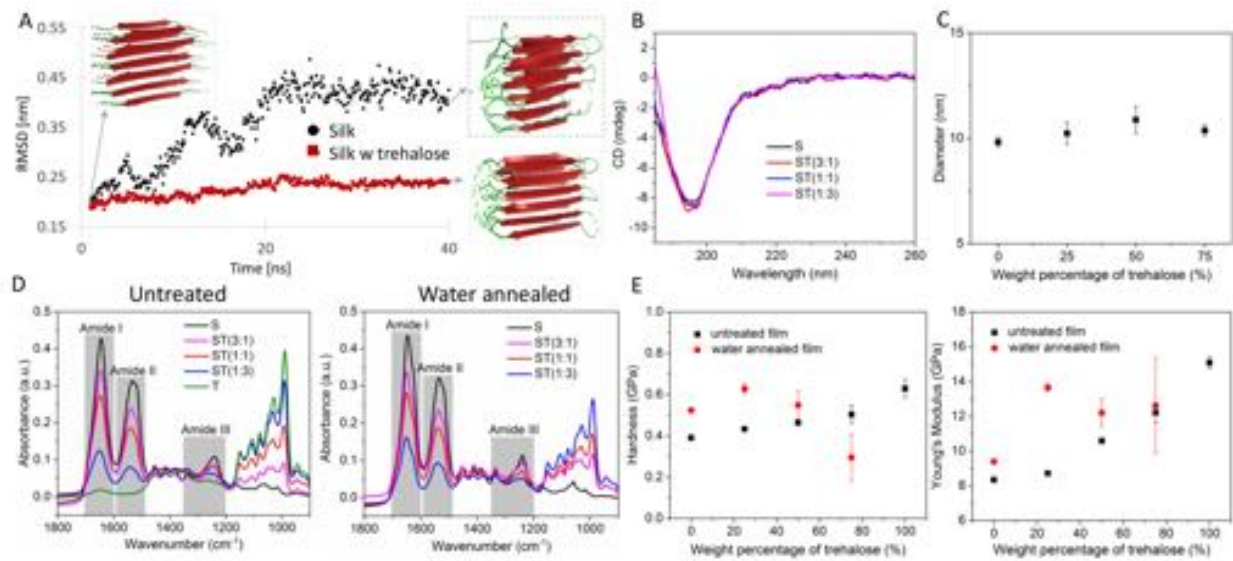 A
0.55
0.45
0.35
0.25
0.15
RMSD [nm]
Silk
Silk w trehalose
0
20
40
Time [ns]
B
0
-2
-4
-6
-8
-10
CD (mdeg)
S
ST(3:1)
ST(1:1)
ST(1:3)
200
220
240
260
Wavelength (nm)
C
15
10
5
Diameter (nm)
0
25
50
75
Weight percentage of trehalose (%)
D
Untreated
0.5
0.4
0.3
0.2
0.1
0.0
Absorbance (a.u.)
Amide I
Amide II
Amide III
S
ST(3:1)
ST(1:1)
ST(1:3)
T
1800
1600
1400
1200
1000
Wavenumber (cm⁻¹)
Water annealed
0.5
0.4
0.3
0.2
0.1
0.0
Absorbance (a.u.)
Amide I
Amide II
Amide III
S
ST(3:1)
ST(1:1)
ST(1:3)
1800
1600
1400
1200
1000
Wavenumber (cm⁻¹)
E
1.0
0.8
0.6
0.4
0.2
0.0
Hardness (GPa)
untreated film
water annealed film
0
25
50
75
100
Weight percentage of trehalose (%)
18
16
14
12
10
8
6
Young's Modulus (GPa)
untreated film
water annealed film
0
25
50
75
100
Weight percentage of trehalose (%)